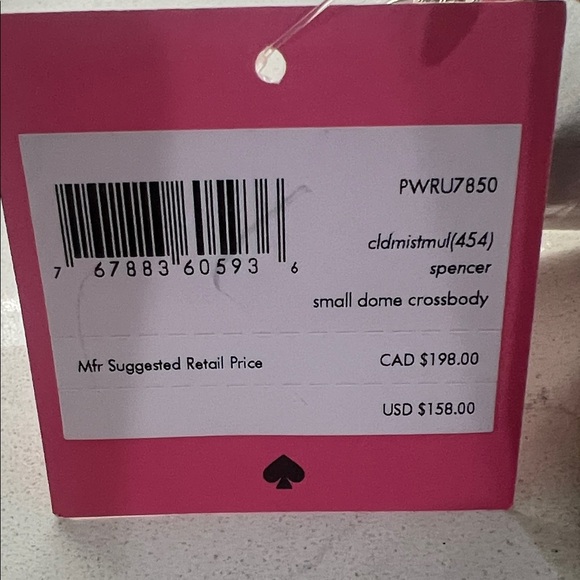 PWRU7850
7 67883 60593 6
cldmistmul(454)
spencer
small dome crossbody
Mfr Suggested Retail Price CAD $198.00
USD $158.00